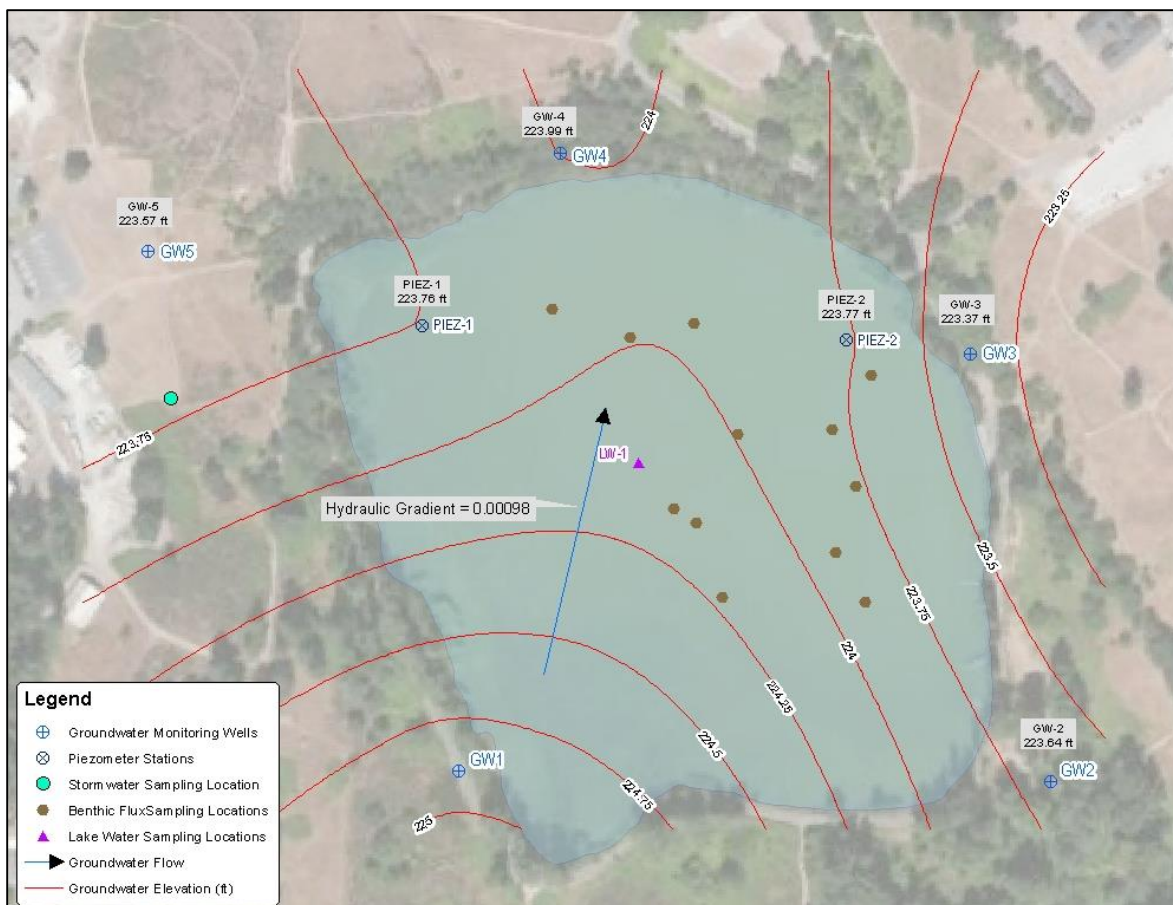 GW-4
223.99 ft
GW4
224
GW-5
223.57 ft
GW5
223.25
PIEZ-1
223.76 ft
PIEZ-1
PIEZ-2
223.77 ft
PIEZ-2
GW-3
223.37 ft
GW3
223.75
LW-1
Hydraulic Gradient = 0.00098
223.5
223.75
224
224.25
224.5
224.75
225
GW1
GW-2
223.64 ft
GW2
Legend
Groundwater Monitoring Wells
Piezometer Stations
Stormwater Sampling Location
Benthic FluxSampling Locations
Lake Water Sampling Locations
Groundwater Flow
Groundwater Elevation (ft)